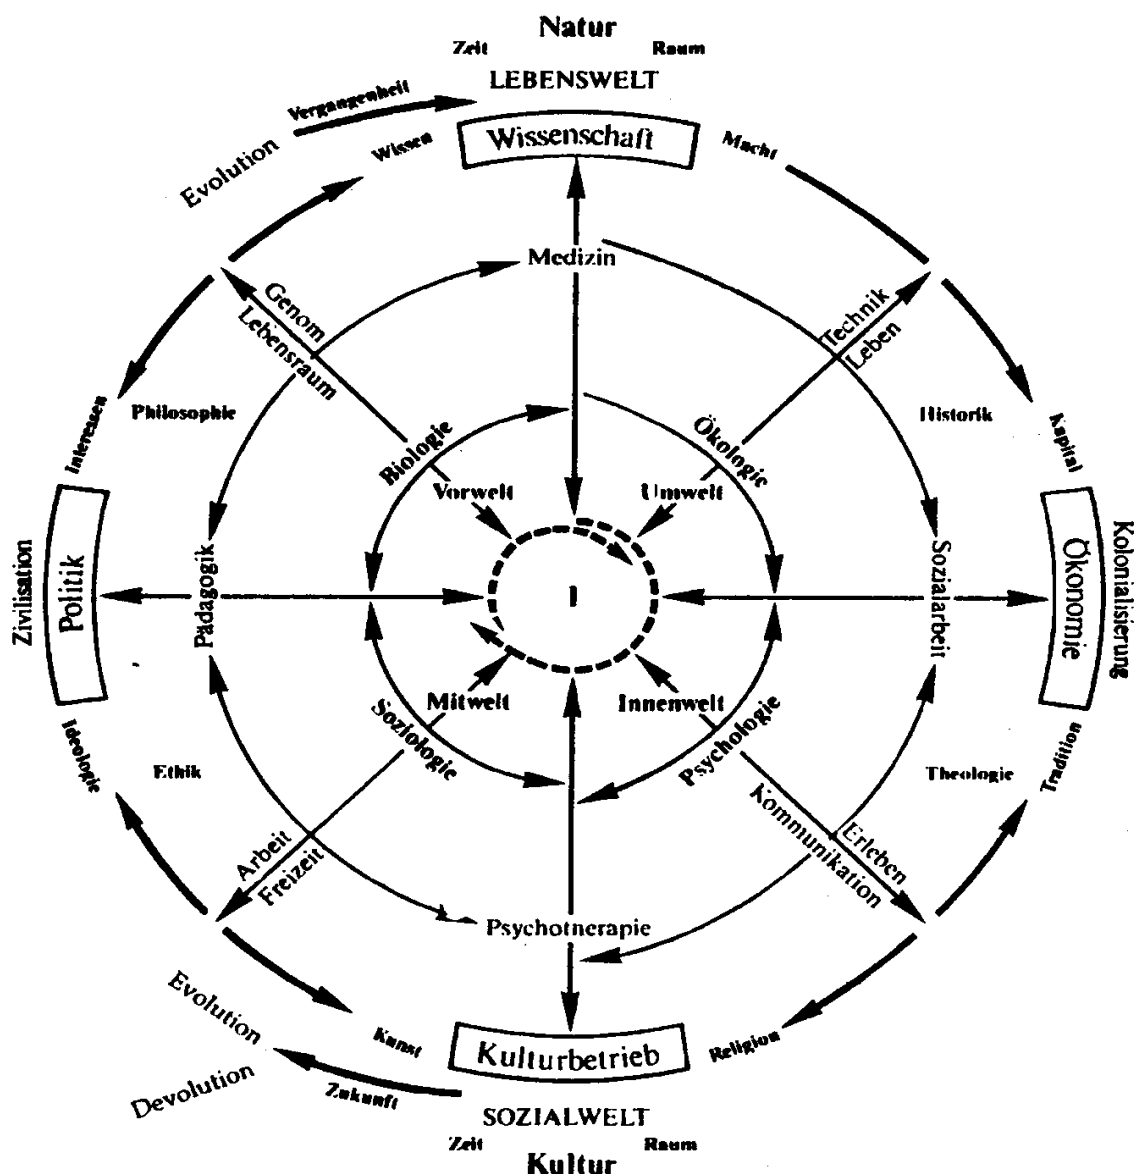 Natur
Zeit Raum
LEBENSWELT
Vergangenheit
Wissenschaft
Wissen
Macht
Evolution
Medizin
Genom
Lebensraum
Technik
Leben
Philosophie
Historik
Interessen
Kapital
Biologie
Ökologie
Vorwelt
Umwelt
Zivilisation
Politik
Pädagogik
I
Sozialarbeit
Ökonomie
Kolonialisierung
Mitwelt
Innenwelt
Soziologie
Psychologie
Ideologie
Tradition
Ethik
Theologie
Arbeit
Freizeit
Erleben
Kommunikation
Psychotnerapie
Evolution
Devolution
Kunst
Religion
Kulturbetrieb
Zukunft
SOZIALWELT
Zeit Raum
Kultur